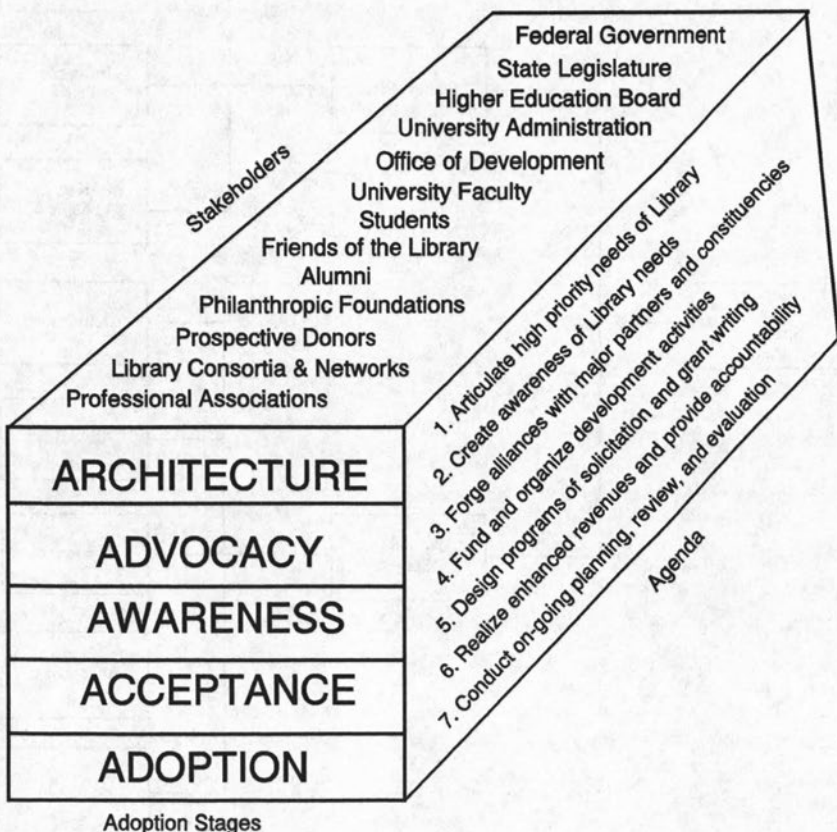 Federal Government
State Legislature
Higher Education Board
University Administration
Office of Development
University Faculty
Students
Friends of the Library
Alumni
Philanthropic Foundations
Prospective Donors
Library Consortia & Networks
Professional Associations
Stakeholders
ARCHITECTURE
ADVOCACY
AWARENESS
ACCEPTANCE
ADOPTION
Adoption Stages
1. Articulate high priority needs of Library
2. Create awareness of Library needs
3. Forge alliances with major partners and constituencies
4. Fund and organize development activities
5. Design programs of solicitation and grant writing
6. Realize enhanced revenues and provide accountability
7. Conduct on-going planning, review, and evaluation
Agenda